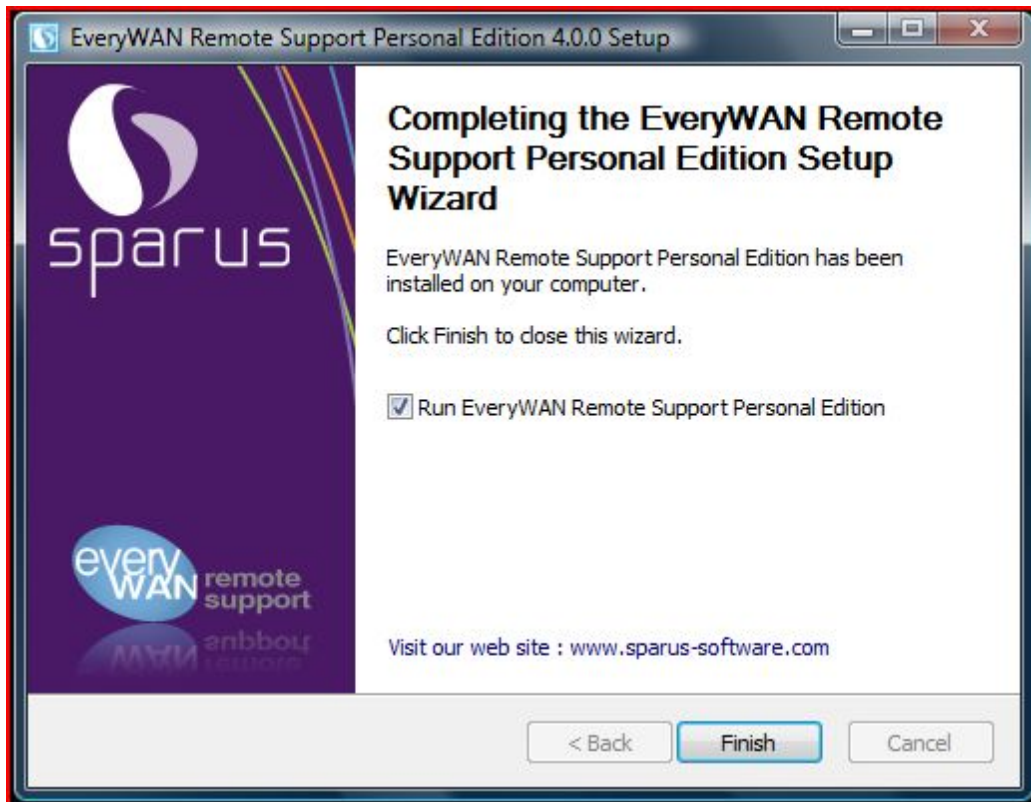 EveryWAN Remote Support Personal Edition 4.0.0 Setup
sparus
every
WAN
remote
support
Completing the EveryWAN Remote
Support Personal Edition Setup
Wizard
EveryWAN Remote Support Personal Edition has been
installed on your computer.
Click Finish to close this wizard.
Run EveryWAN Remote Support Personal Edition
Visit our web site : www.sparus-software.com
< Back
Finish
Cancel